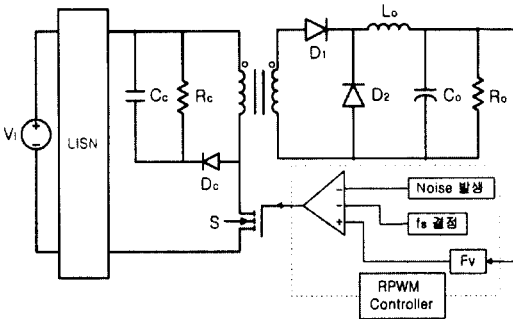 Lo
D1
Cc
Rc
D2
Co
Ro
VI
LISN
Dc
Noise 발생
S
fs 결정
Fv
RPWM
Controller